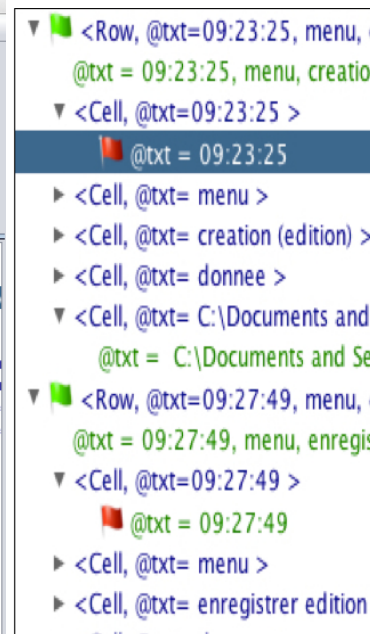 <Row, @txt=09:23:25, menu,
@txt = 09:23:25, menu, creatio
<Cell, @txt=09:23:25 >
@txt = 09:23:25
<Cell, @txt= menu >
<Cell, @txt= creation (edition) >
<Cell, @txt= donnee >
<Cell, @txt= C:\Documents and
@txt = C:\Documents and Se
<Row, @txt=09:27:49, menu,
@txt = 09:27:49, menu, enregis
<Cell, @txt=09:27:49 >
@txt = 09:27:49
<Cell, @txt= menu >
<Cell, @txt= enregistrer edition